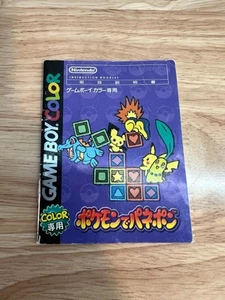 Nintendo
INSTRUCTION BOOKLET
取扱説明書
ゲームボーイカラー専用
GAME BOY COLOR
COLOR
専用
ポケモンでパネポン